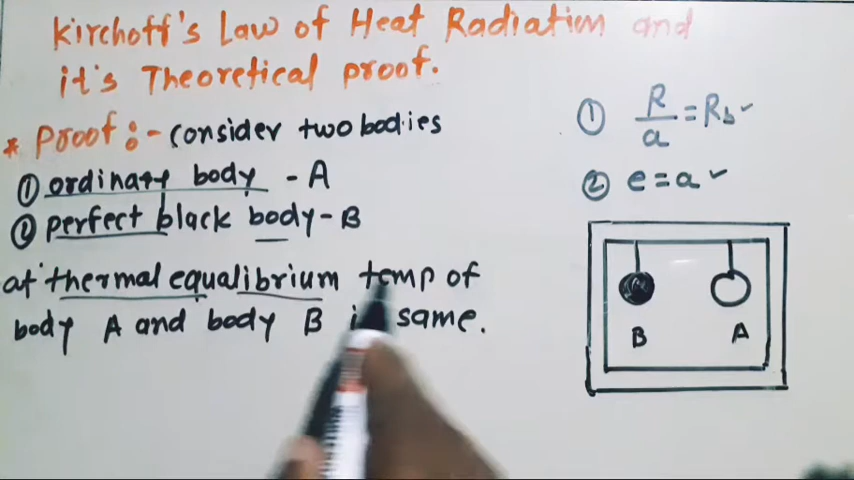 Kirchoff's Law of Heat Radiation and
it's Theoretical proof.
* Proof :- consider two bodies
① ordinary body - A
② perfect black body - B
at thermal equalibrium temp of
body A and body B is same.
① R/a = Rb ✓
② e = a ✓
B A